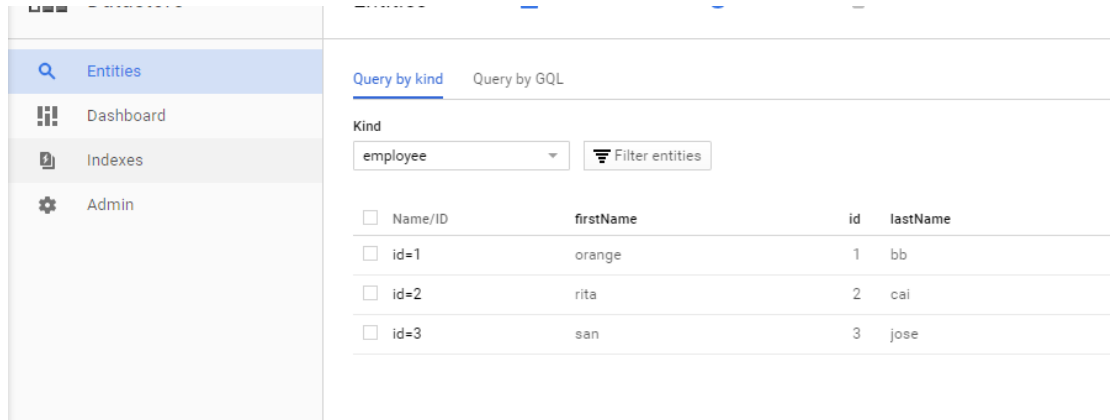 Entities
Dashboard
Indexes
Admin
Query by kind Query by GQL
Kind
employee Filter entities
Name/ID firstName id lastName
id=1 orange 1 bb
id=2 rita 2 cai
id=3 san 3 jose